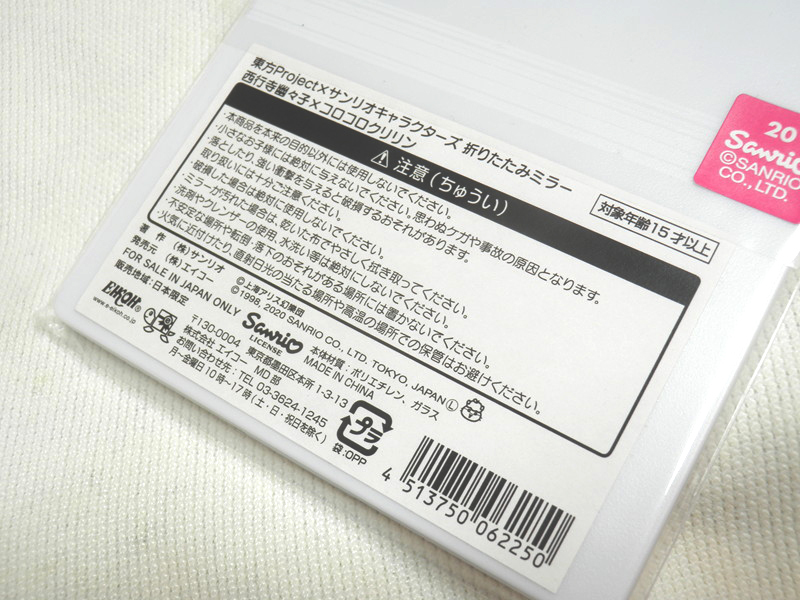 東方Project×サンリオキャラクターズ 折りたたみミラー
西行寺幽々子×コロコロクリリン
対象年齢15才以上
注意(ちゅうい)
・本商品を本来の目的以外には使用しないでください。思わぬケガや事故の原因となります。
・小さなお子様には絶対に与えないでください。
・落としたり、強い衝撃を与えると破損するおそれがあります。
取り扱いには十分ご注意ください。
・破損した場合は絶対に使用しないでください。
・ミラーが汚れた場合は、乾いた布でやさしく拭き取ってください。
・洗剤やクレンザーの使用、水洗い等は絶対にしないでください。
・不安定な場所や転倒、落下のおそれがある場所には置かないでください。
・火気に近付けたり、直射日光の当たる場所や高温の場所での保管はお避けください。
著作 (株)サンリオ
発売元 (株)エイコー
FOR SALE IN JAPAN ONLY
販売地域:日本限定
©上海アリス幻樂団
©1998, 2020 SANRIO CO., LTD. TOKYO, JAPAN Ⓛ
EIKOH®
www.e-eikoh.co.jp
Sanrio
LICENSE
本体材質:ポリエチレン、ガラス
MADE IN CHINA
〒130-0004 東京都墨田区本所1-3-13
株式会社 エイコー MD部
お問い合わせ先:TEL 03-3624-1245
月~金曜日10時~17時(土・日・祝日を除く)
プラ
袋:OPP
4 513750 062250
20
Sanrio
©SANRIO
CO., LTD.